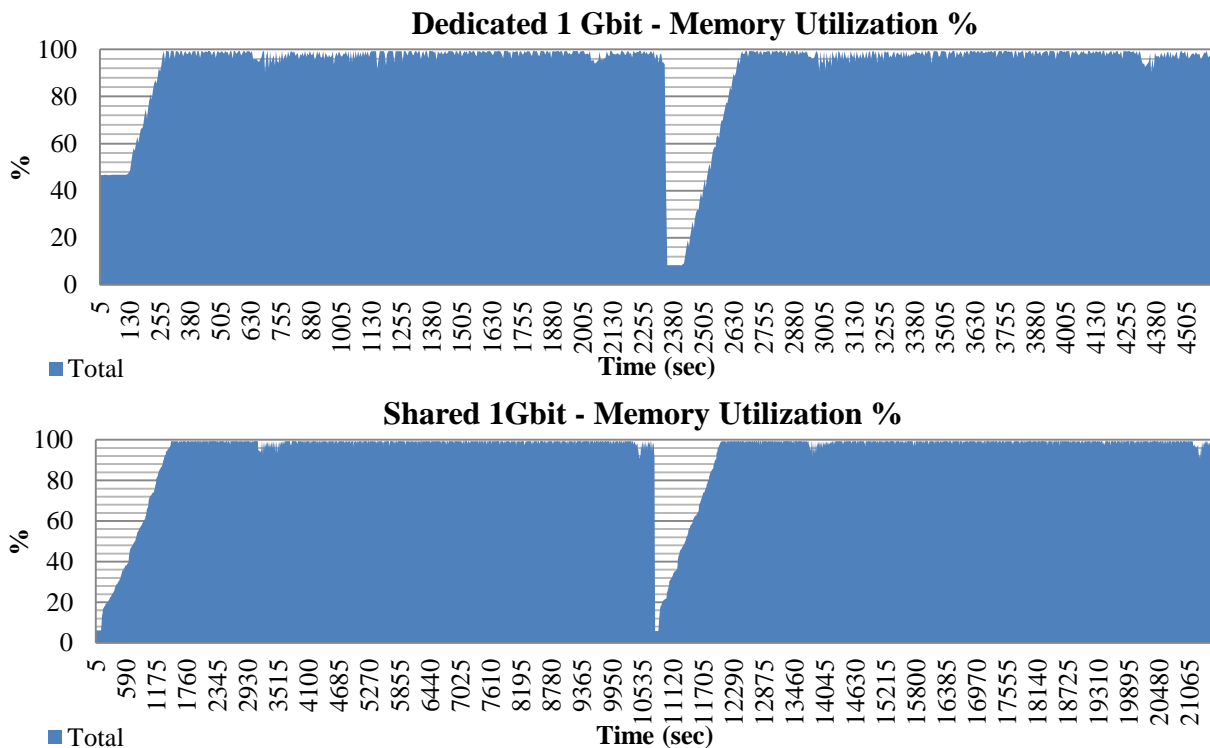 Dedicated 1 Gbit - Memory Utilization %
100
80
60
40
20
0
%
5 130 255 380 505 630 755 880 1005 1130 1255 1380 1505 1630 1755 1880 2005 2130 2255 2380 2505 2630 2755 2880 3005 3130 3255 3380 3505 3630 3755 3880 4005 4130 4255 4380 4505
Time (sec)
Total
Shared 1Gbit - Memory Utilization %
100
80
60
40
20
0
%
5 590 1175 1760 2345 2930 3515 4100 4685 5270 5855 6440 7025 7610 8195 8780 9365 9950 10535 11120 11705 12290 12875 13460 14045 14630 15215 15800 16385 16970 17555 18140 18725 19310 19895 20480 21065
Time (sec)
Total